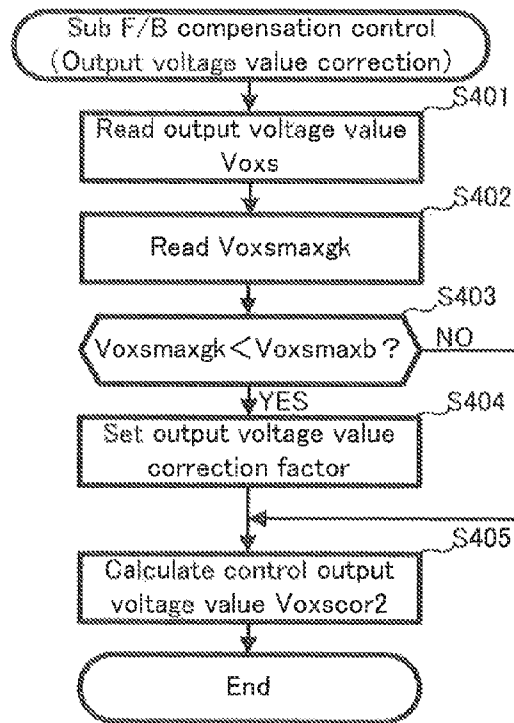 Sub F/B compensation control
(Output voltage value correction)
S401
Read output voltage value
Voxs
S402
Read Voxsmaxgk
S403
Voxsmaxgk<Voxsmaxb?
NO
YES
S404
Set output voltage value
correction factor
S405
Calculate control output
voltage value Voxscor2
End